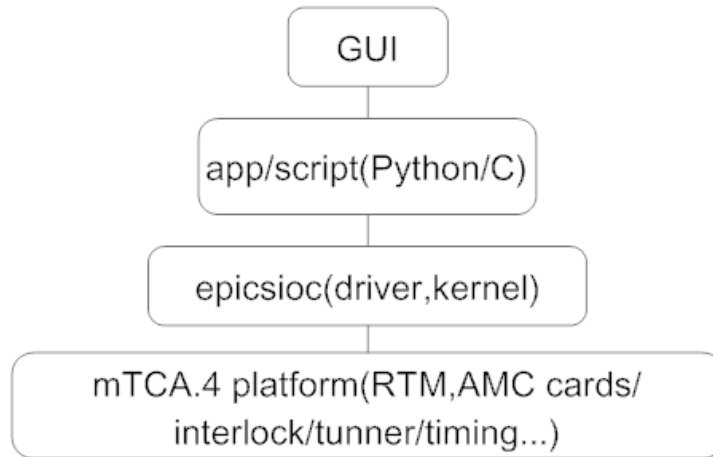 GUI
app/script(Python/C)
epicsioc(driver,kernel)
mTCA.4 platform(RTM,AMC cards/
interlock/tunner/timing...)